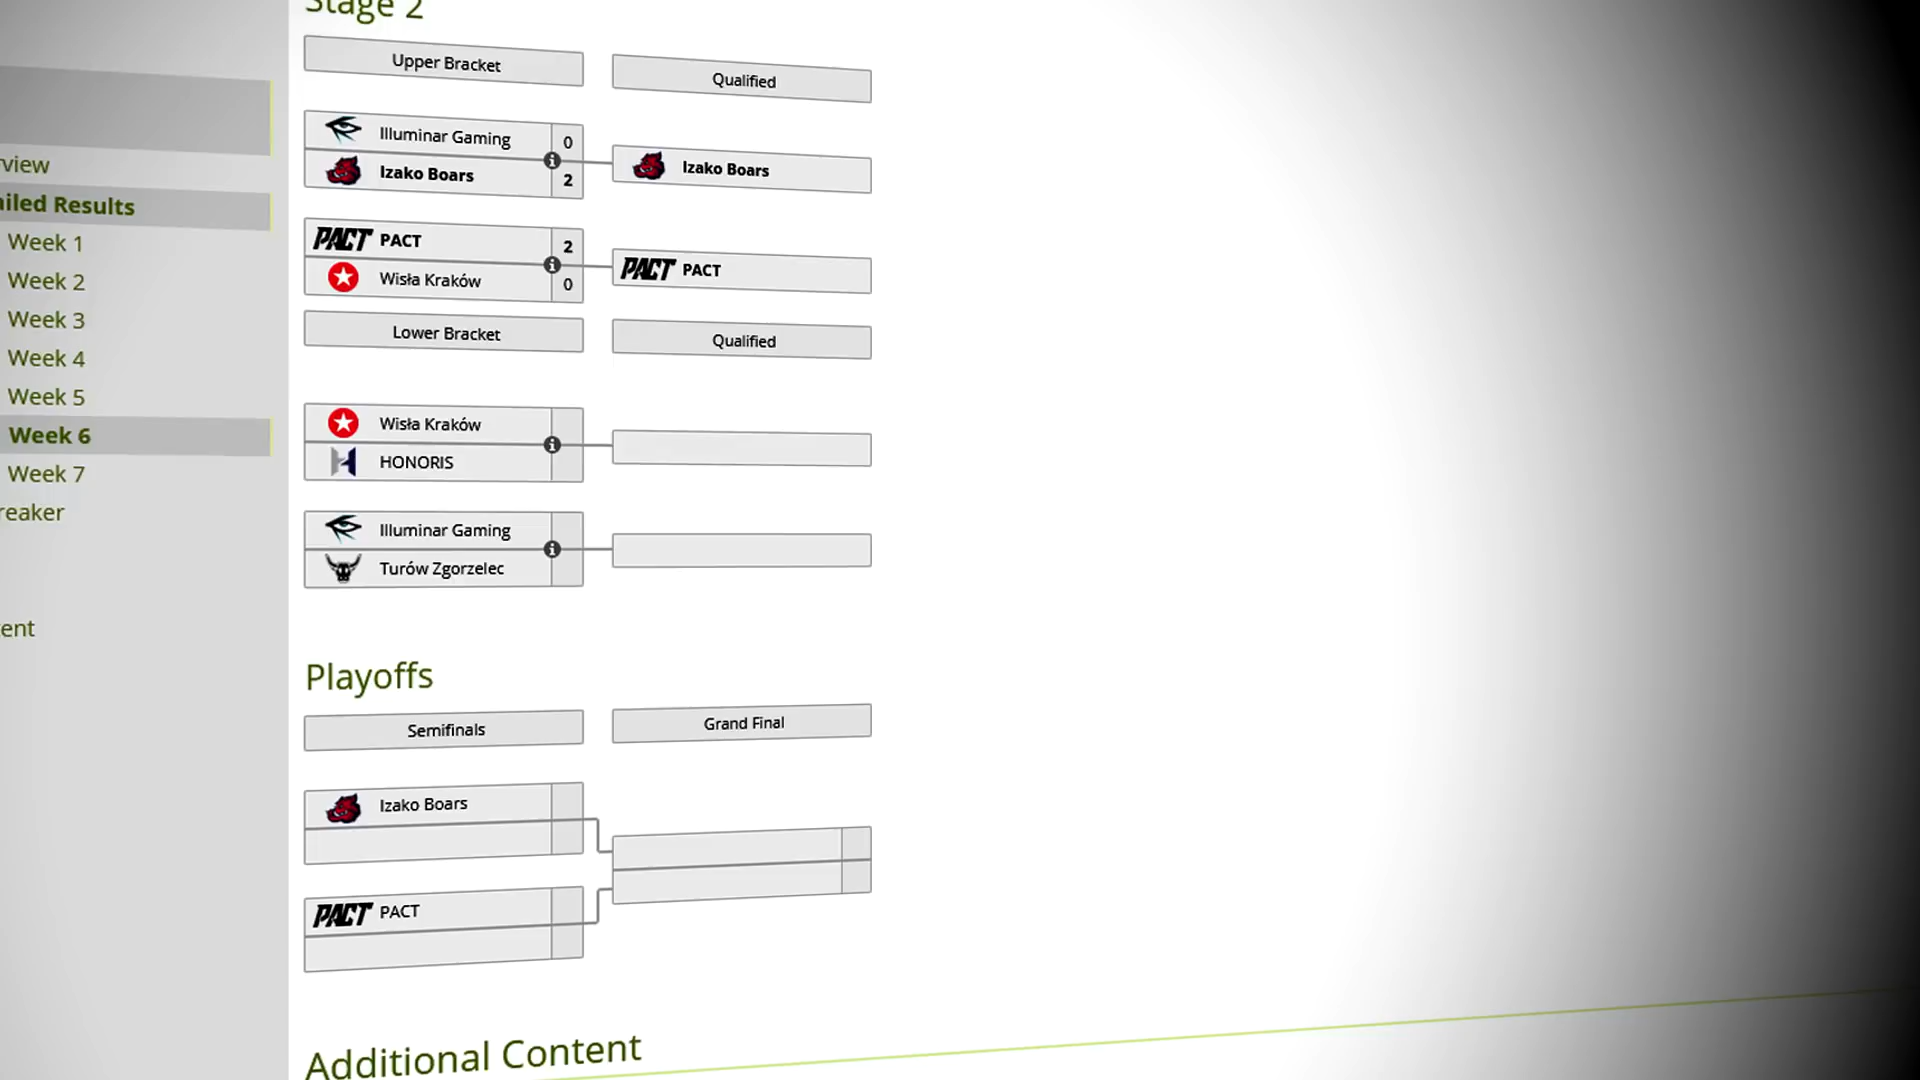 Stage 2
Upper Bracket
Qualified
Illuminar Gaming 0
Izako Boars 2
Izako Boars
PACT PACT 2
Wisła Kraków 0
PACT PACT
Lower Bracket
Qualified
Wisła Kraków
HONORIS
Illuminar Gaming
Turów Zgorzelec
Playoffs
Semifinals
Grand Final
Izako Boars
PACT PACT
Additional Content
rview
ailed Results
Week 1
Week 2
Week 3
Week 4
Week 5
Week 6
Week 7
reaker
ent